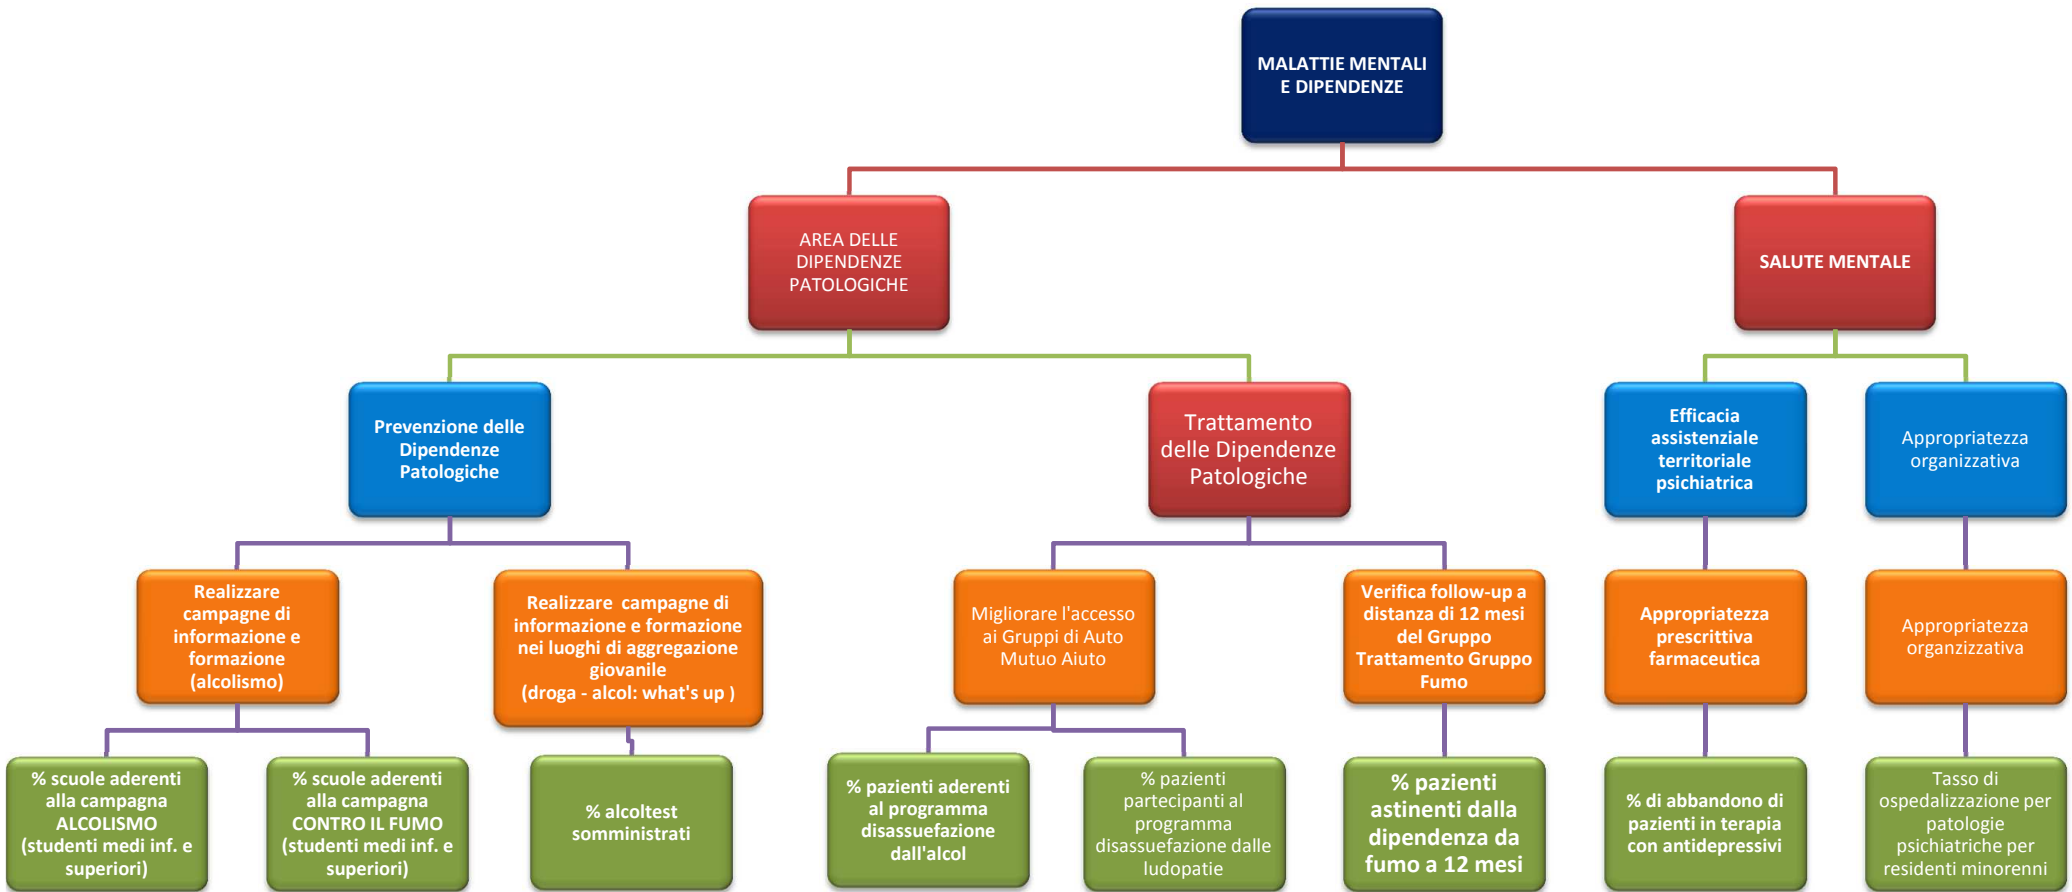 MALATTIE MENTALI
E DIPENDENZE
AREA DELLE
DIPENDENZE
PATOLOGICHE
SALUTE MENTALE
Prevenzione delle
Dipendenze
Patologiche
Trattamento
delle Dipendenze
Patologiche
Efficacia
assistenziale
territoriale
psichiatrica
Appropriatezza
organizzativa
Realizzare
campagne di
informazione e
formazione
(alcolismo)
Realizzare campagne di
informazione e formazione
nei luoghi di aggregazione
giovanile
(droga - alcol: what's up )
Migliorare l'accesso
ai Gruppi di Auto
Mutuo Aiuto
Verifica follow-up a
distanza di 12 mesi
del Gruppo
Trattamento Gruppo
Fumo
Appropriatezza
prescrittiva
farmaceutica
Appropriatezza
organzizzativa
% scuole aderenti
alla campagna
ALCOLISMO
(studenti medi inf. e
superiori)
% scuole aderenti
alla campagna
CONTRO IL FUMO
(studenti medi inf. e
superiori)
% alcoltest
somministrati
% pazienti aderenti
al programma
disassuefazione
dall'alcol
% pazienti
partecipanti al
programma
disassuefazione dalle
ludopatie
% pazienti
astinenti dalla
dipendenza da
fumo a 12 mesi
% di abbandono di
pazienti in terapia
con antidepressivi
Tasso di
ospedalizzazione per
patologie
psichiatriche per
residenti minorenni